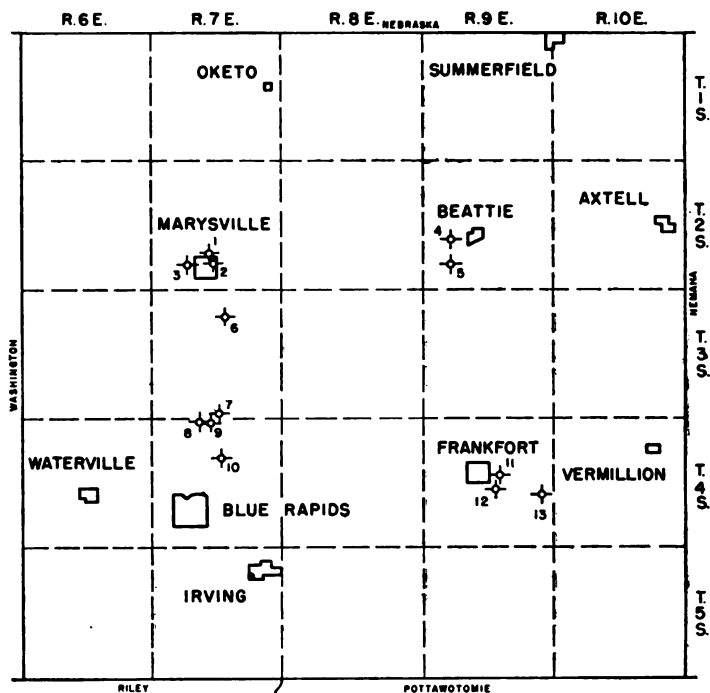 R.6E. R.7E. R.8E. NEBRASKA R.9E. R.10E.
OKETO SUMMERFIELD
T.
1
S.
MARYSVILLE BEATTIE AXTELL
T.
2
S.
1
2
3
4
5
WASHINGTON
NEMAHA
6
T.
3
S.
7
8
9
10
WATERVILLE FRANKFORT VERMILLION
11
12
13
T.
4
S.
BLUE RAPIDS
IRVING
T.
5
S.
RILEY POTTAWOTOMIE